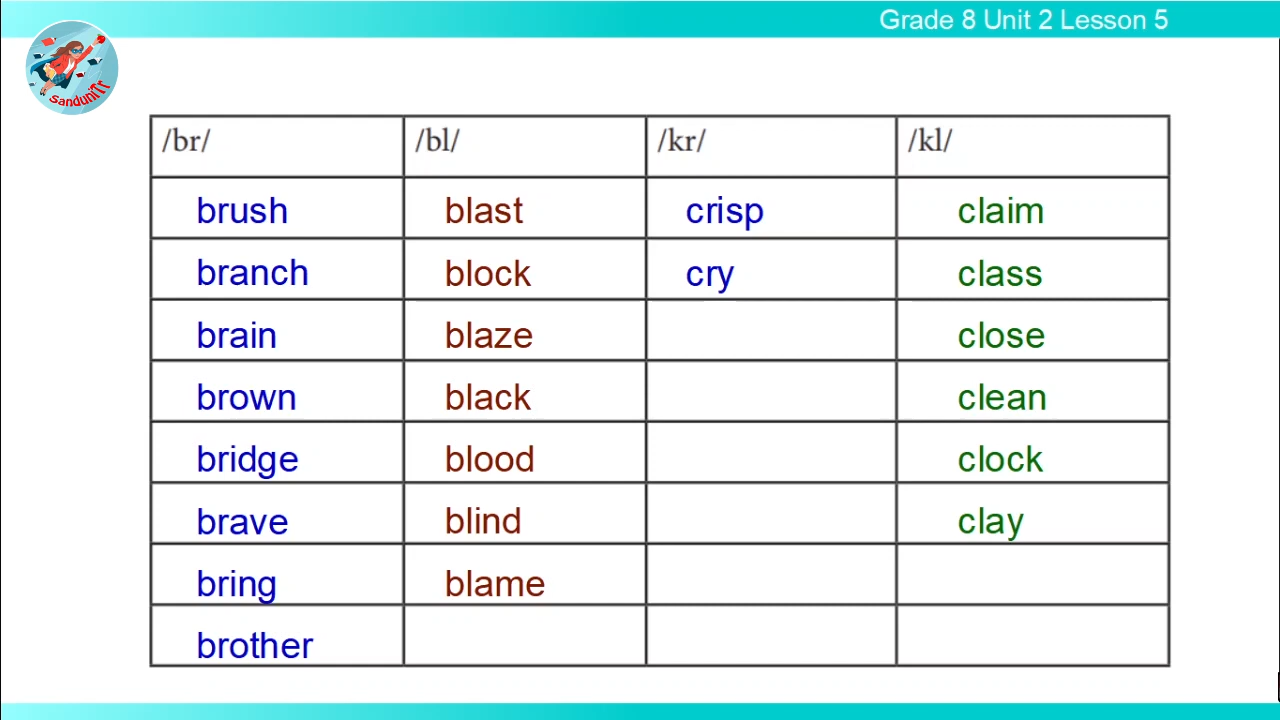 Grade 8 Unit 2 Lesson 5
SanduniTr
/br/ /bl/ /kr/ /kl/
brush blast crisp claim
branch block cry class
brain blaze close
brown black clean
bridge blood clock
brave blind clay
bring blame
brother